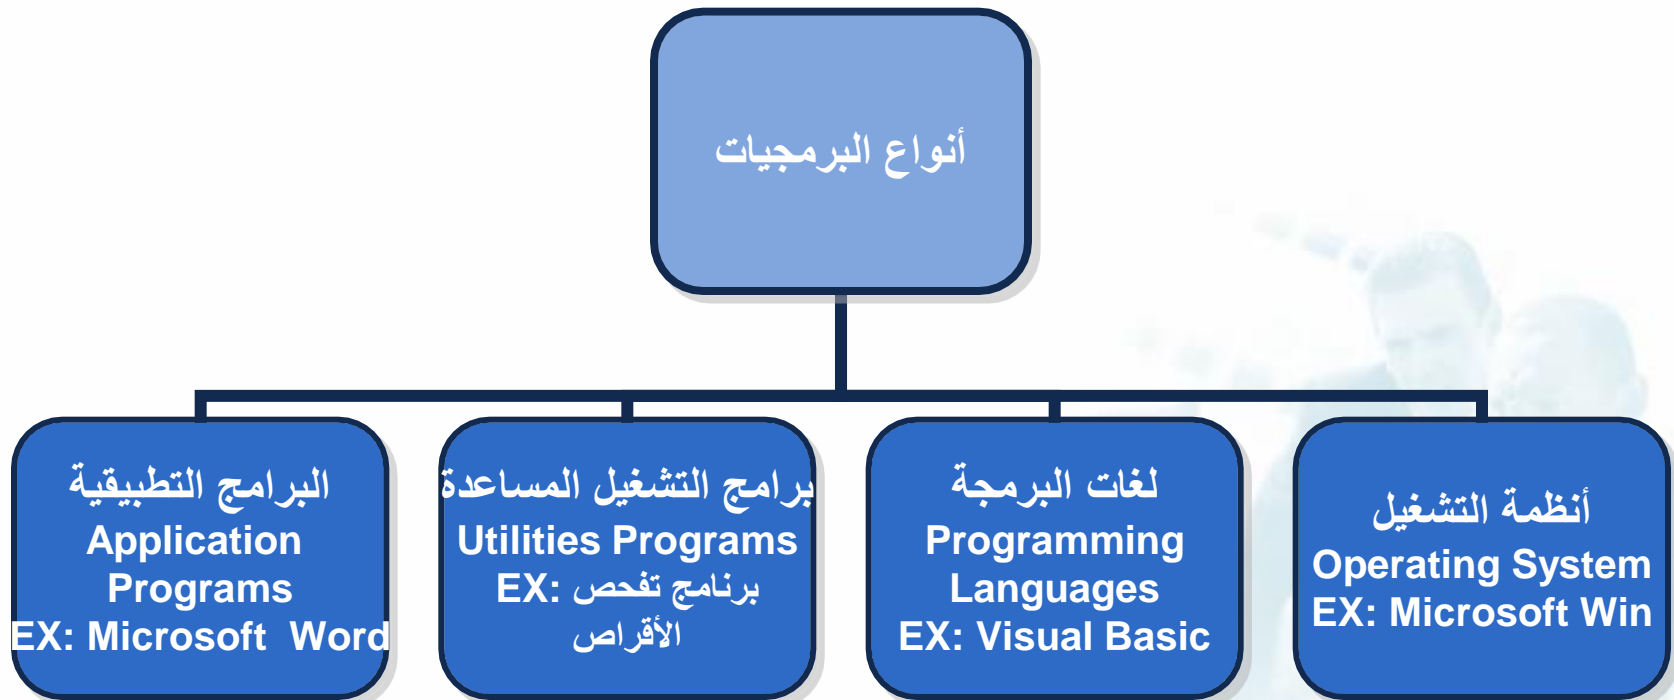 أنواع البرمجيات
أنظمة التشغيل
Operating System
EX: Microsoft Win
لغات البرمجة
Programming
Languages
EX: Visual Basic
برامج التشغيل المساعدة
Utilities Programs
EX: برنامج تفحص
الأقراص
البرامج التطبيقية
Application
Programs
EX: Microsoft Word